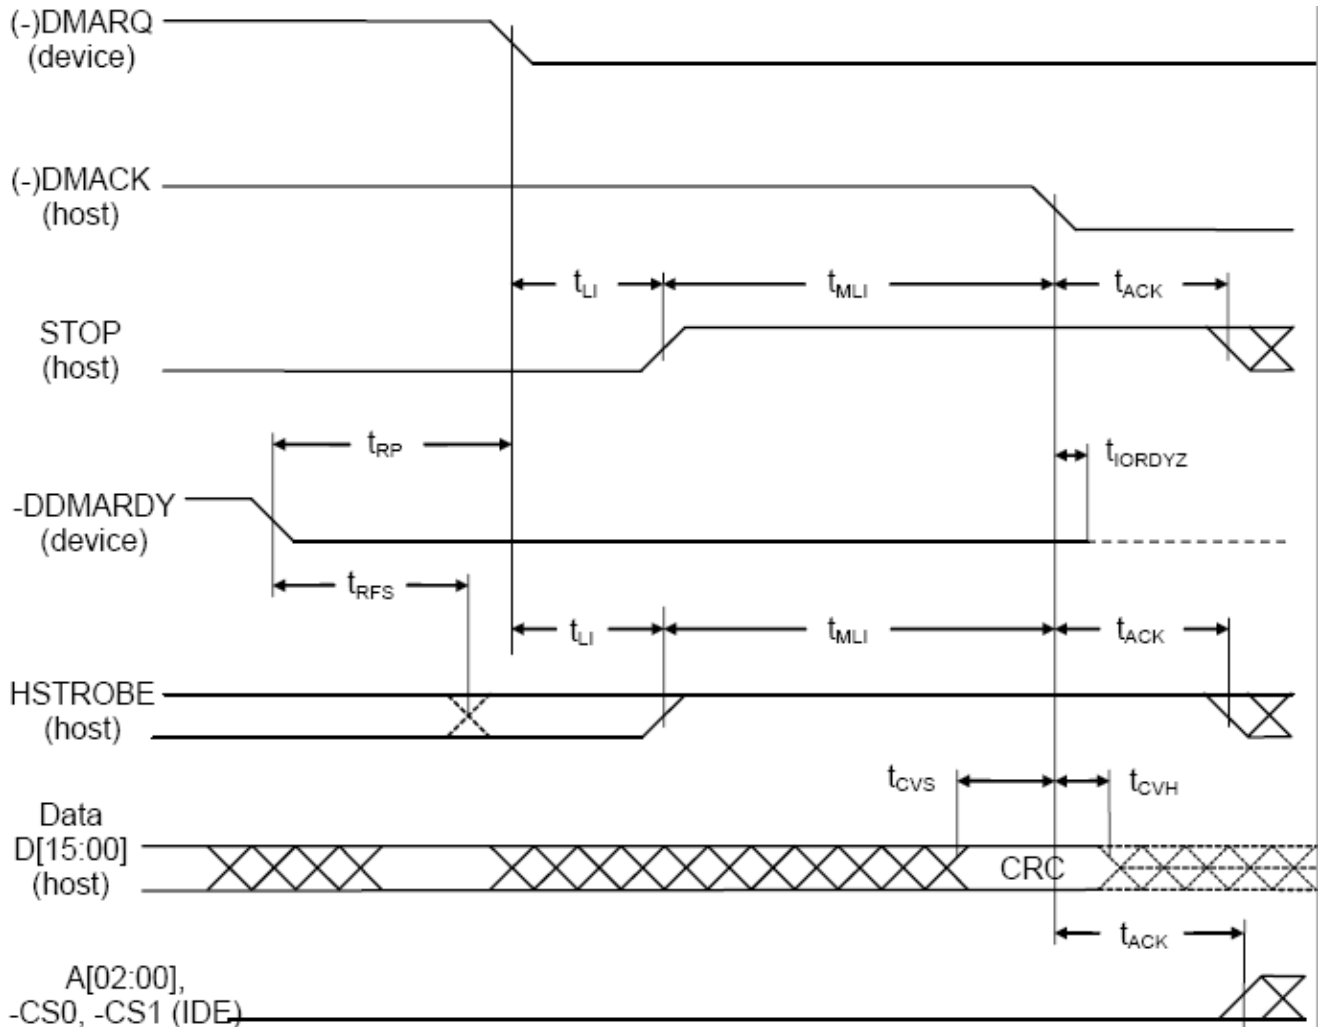 (-)DMARQ
(device)
(-)DMACK
(host)
tLI tMLI tACK
STOP
(host)
tRP
tIORDYZ
-DDMARDY
(device)
tRFS
tLI tMLI tACK
HSTROBE
(host)
tCVS tCVH
Data
D[15:00]
(host)
CRC
tACK
A[02:00],
-CS0, -CS1 (IDE)